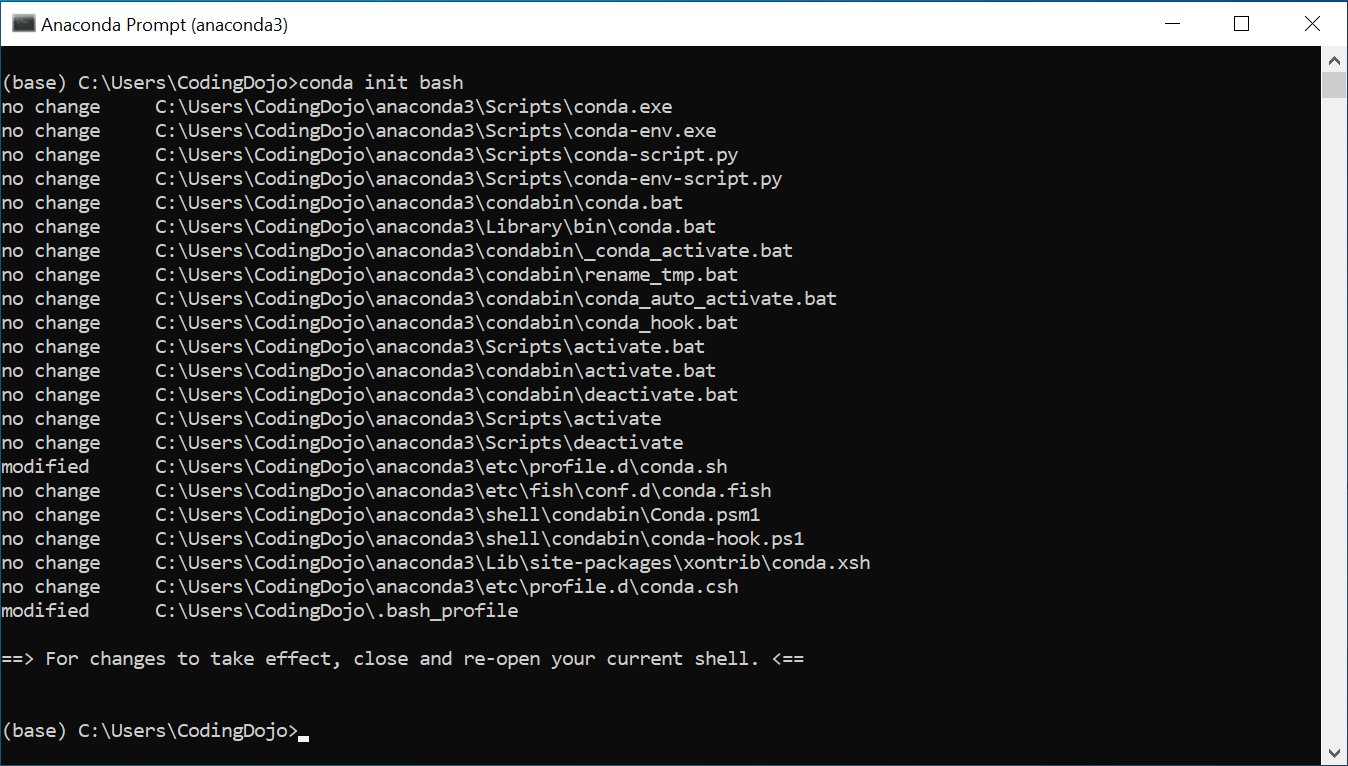 Anaconda Prompt (anaconda3)
(base) C:\Users\CodingDojo>conda init bash
no change     C:\Users\CodingDojo\anaconda3\Scripts\conda.exe
no change     C:\Users\CodingDojo\anaconda3\Scripts\conda-env.exe
no change     C:\Users\CodingDojo\anaconda3\Scripts\conda-script.py
no change     C:\Users\CodingDojo\anaconda3\Scripts\conda-env-script.py
no change     C:\Users\CodingDojo\anaconda3\condabin\conda.bat
no change     C:\Users\CodingDojo\anaconda3\Library\bin\conda.bat
no change     C:\Users\CodingDojo\anaconda3\condabin\_conda_activate.bat
no change     C:\Users\CodingDojo\anaconda3\condabin\rename_tmp.bat
no change     C:\Users\CodingDojo\anaconda3\condabin\conda_auto_activate.bat
no change     C:\Users\CodingDojo\anaconda3\condabin\conda_hook.bat
no change     C:\Users\CodingDojo\anaconda3\Scripts\activate.bat
no change     C:\Users\CodingDojo\anaconda3\condabin\activate.bat
no change     C:\Users\CodingDojo\anaconda3\condabin\deactivate.bat
no change     C:\Users\CodingDojo\anaconda3\Scripts\activate
no change     C:\Users\CodingDojo\anaconda3\Scripts\deactivate
modified      C:\Users\CodingDojo\anaconda3\etc\profile.d\conda.sh
no change     C:\Users\CodingDojo\anaconda3\etc\fish\conf.d\conda.fish
no change     C:\Users\CodingDojo\anaconda3\shell\condabin\Conda.psm1
no change     C:\Users\CodingDojo\anaconda3\shell\condabin\conda-hook.ps1
no change     C:\Users\CodingDojo\anaconda3\Lib\site-packages\xontrib\conda.xsh
no change     C:\Users\CodingDojo\anaconda3\etc\profile.d\conda.csh
modified      C:\Users\CodingDojo\.bash_profile
==> For changes to take effect, close and re-open your current shell. <==
(base) C:\Users\CodingDojo>